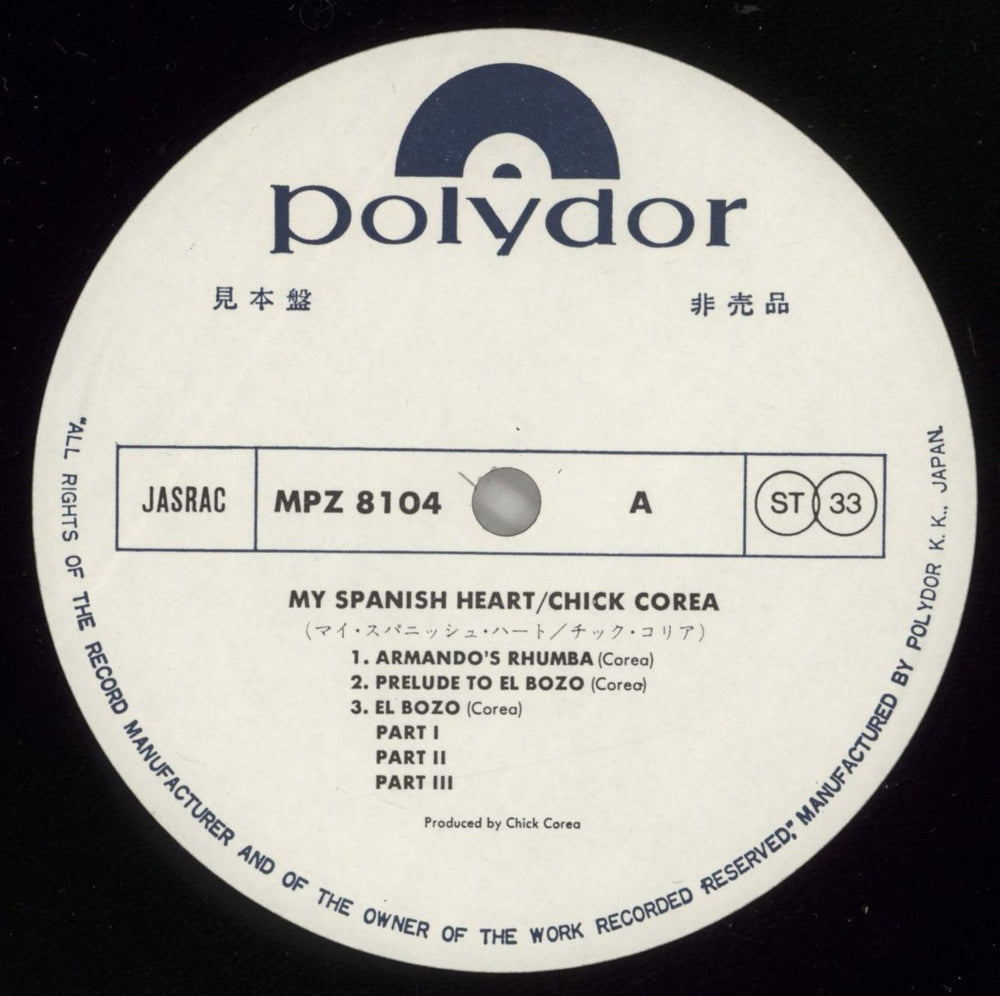 polydor
見本盤
非売品
JASRAC
MPZ 8104
A
ST 33
MY SPANISH HEART/CHICK COREA
(マイ・スパニッシュ・ハート/チック・コリア)
1. ARMANDO'S RHUMBA (Corea)
2. PRELUDE TO EL BOZO (Corea)
3. EL BOZO (Corea)
PART I
PART II
PART III
Produced by Chick Corea
"ALL RIGHTS OF THE RECORD MANUFACTURER AND OF THE OWNER OF THE WORK RECORDED RESERVED," MANUFACTURED BY POLYDOR K. K., JAPAN.